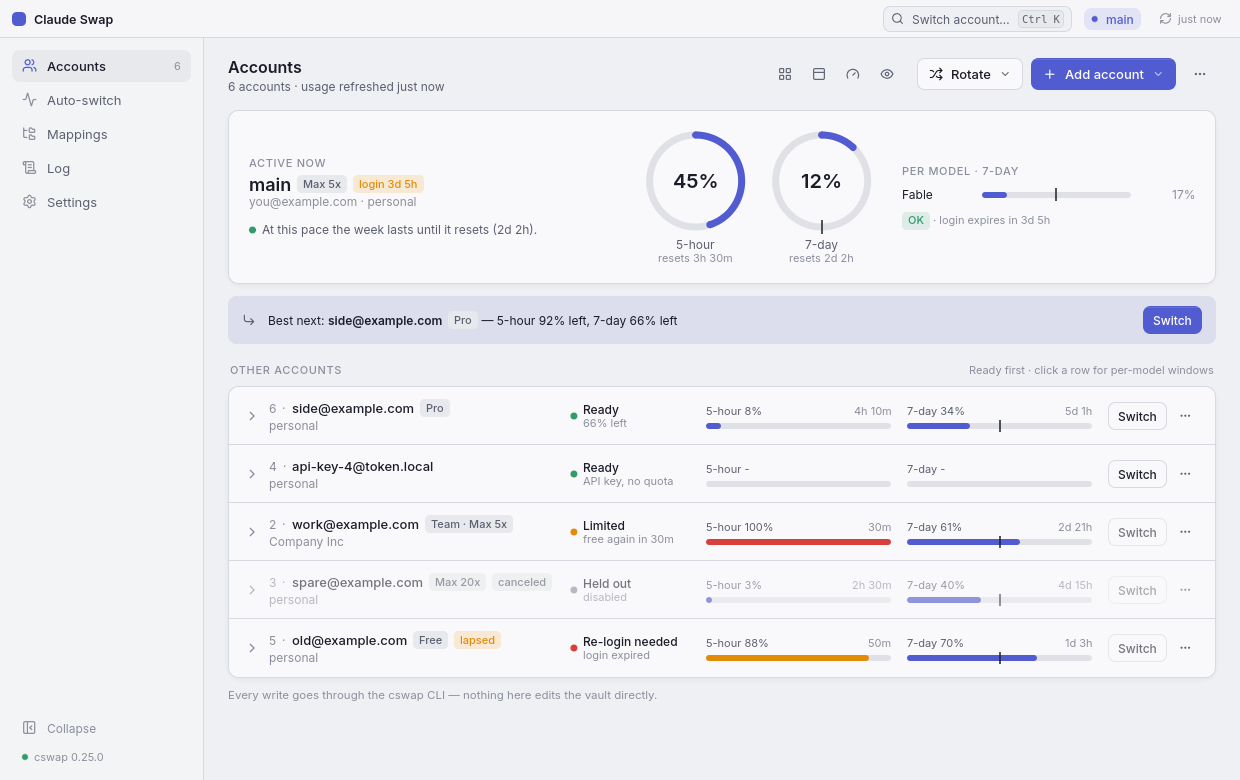 Claude Swap
Switch account… Ctrl K
main
just now
Accounts 6
Auto-switch
Mappings
Log
Settings
Collapse
cswap 0.25.0
Accounts
6 accounts · usage refreshed just now
Rotate
Add account
ACTIVE NOW
main Max 5x login 3d 5h
you@example.com · personal
At this pace the week lasts until it resets (2d 2h).
45%
5-hour
resets 3h 30m
12%
7-day
resets 2d 2h
PER MODEL · 7-DAY
Fable 17%
OK · login expires in 3d 5h
Best next: side@example.com Pro — 5-hour 92% left, 7-day 66% left Switch
OTHER ACCOUNTS Ready first · click a row for per-model windows
6 · side@example.com Pro
personal
Ready
66% left
5-hour 8% 4h 10m
7-day 34% 5d 1h
Switch
4 · api-key-4@token.local
personal
Ready
API key, no quota
5-hour -
7-day -
Switch
2 · work@example.com Team · Max 5x
Company Inc
Limited
free again in 30m
5-hour 100% 30m
7-day 61% 2d 21h
Switch
3 · spare@example.com Max 20x canceled
personal
Held out
disabled
5-hour 3% 2h 30m
7-day 40% 4d 15h
Switch
5 · old@example.com Free lapsed
personal
Re-login needed
login expired
5-hour 88% 50m
7-day 70% 1d 3h
Switch
Every write goes through the cswap CLI — nothing here edits the vault directly.